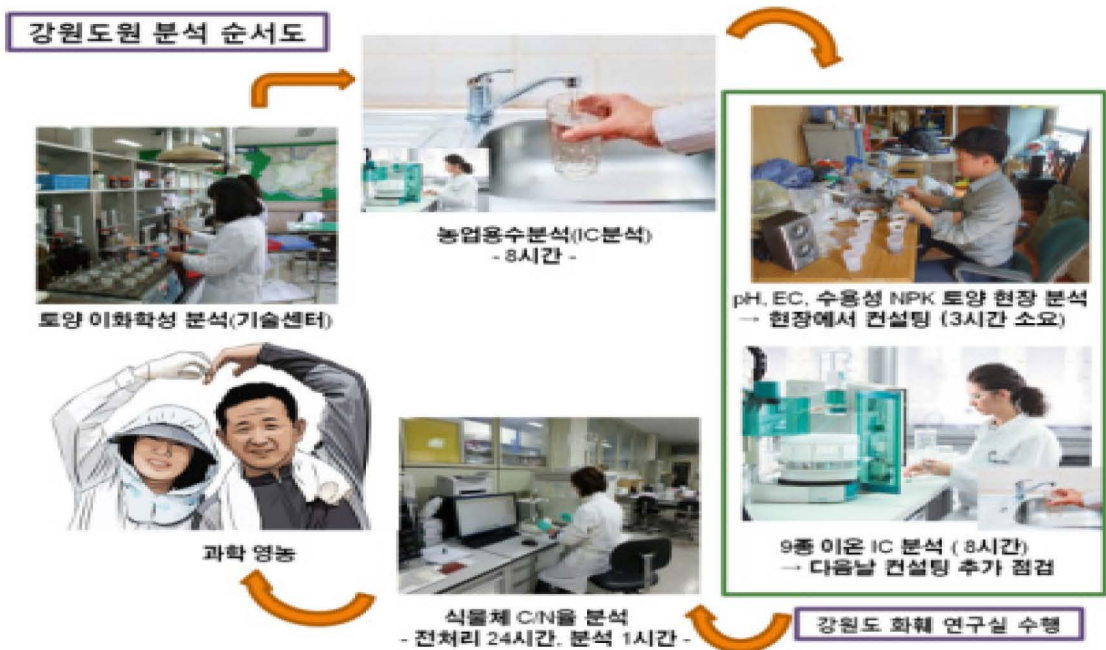 강원도원 분석 순서도
토양 이화학성 분석(기술센터)
농업용수분석(IC분석)
- 8시간 -
pH, EC, 수용성 NPK 토양 현장 분석
→ 현장에서 컨설팅 (3시간 소요)
9종 이온 IC 분석 ( 8시간)
→ 다음날 컨설팅 추가 점검
강원도 화훼 연구실 수행
식물체 C/N율 분석
- 전처리 24시간, 분석 1시간 -
과학 영농